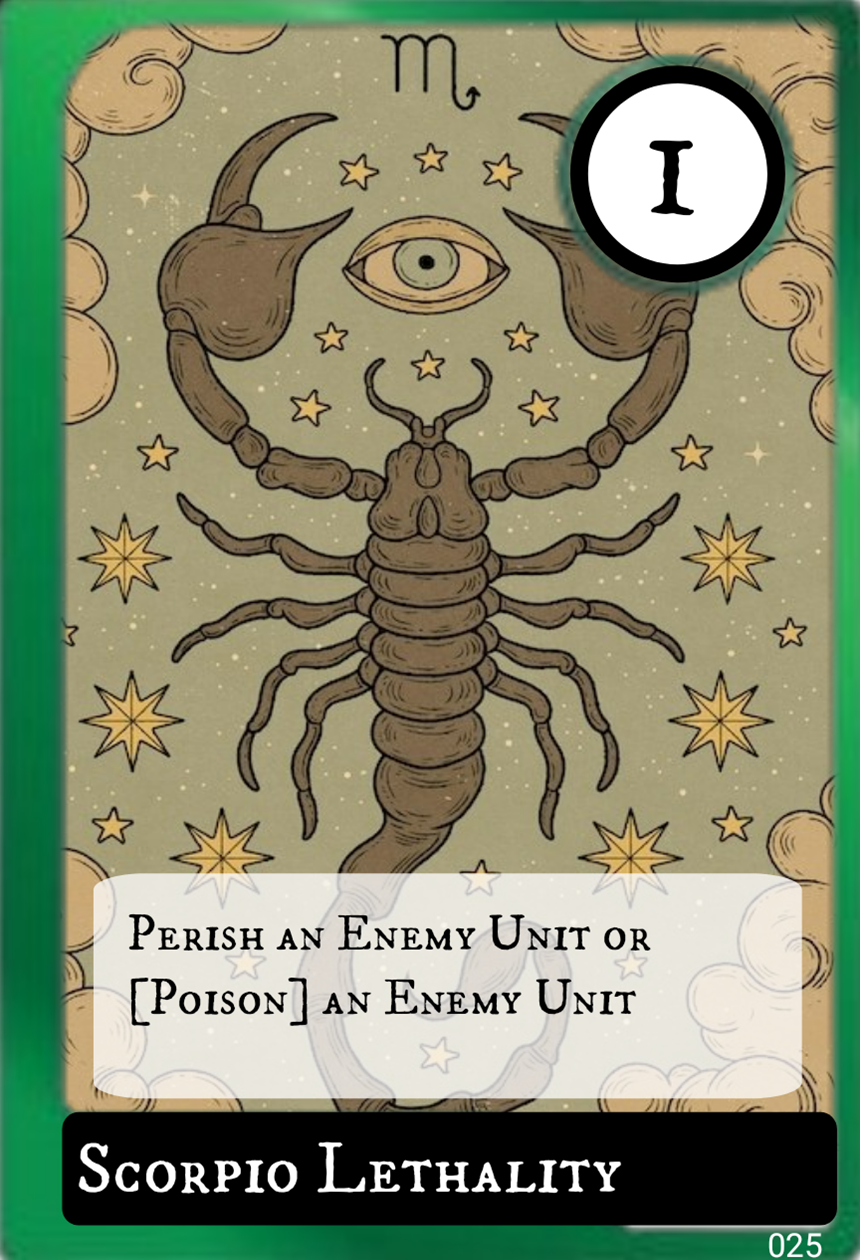 ♏
I
Perish an Enemy Unit or
[Poison] an Enemy Unit
Scorpio Lethality
025